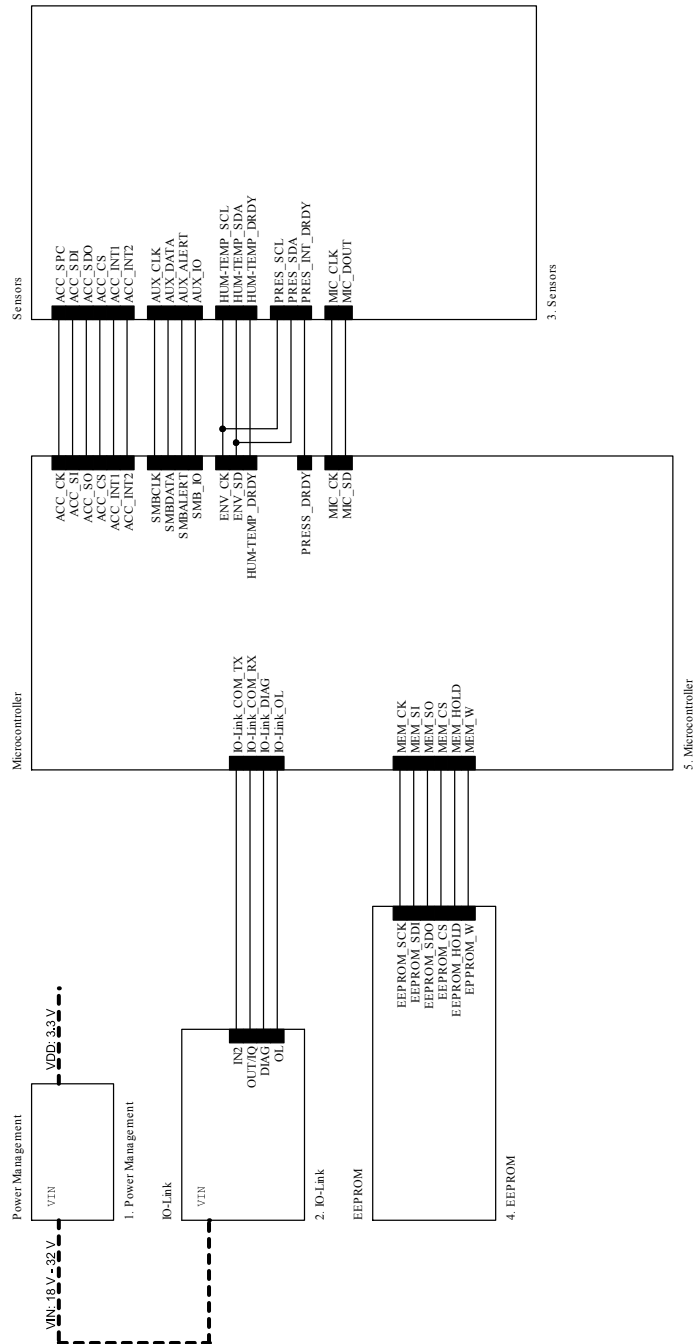 VIN: 18 V - 32 V
Power Management
VIN
VDD: 3.3 V
1. Power Management
IO-Link
VIN
IN2
OUT/IQ
DIAG
OL
2. IO-Link
EEPROM
EEPROM_SCK
EEPROM_SDI
EEPROM_SDO
EEPROM_CS
EEPROM_HOLD
EPPROM_W
4. EEPROM
Microcontroller
IO-Link_COM_TX
IO-Link_COM_RX
IO-Link_DIAG
IO-Link_OL
MEM_CK
MEM_SI
MEM_SO
MEM_CS
MEM_HOLD
MEM_W
ACC_CK
ACC_SI
ACC_SO
ACC_CS
ACC_INT1
ACC_INT2
SMBCLK
SMBDATA
SMBALERT
SMB_IO
ENV_CK
ENV_SD
HUM-TEMP_DRDY
PRESS_DRDY
MIC_CK
MIC_SD
5. Microcontroller
Sensors
ACC_SPC
ACC_SDI
ACC_SDO
ACC_CS
ACC_INT1
ACC_INT2
AUX_CLK
AUX_DATA
AUX_ALERT
AUX_IO
HUM-TEMP_SCL
HUM-TEMP_SDA
HUM-TEMP_DRDY
PRES_SCL
PRES_SDA
PRES_INT_DRDY
MIC_CLK
MIC_DOUT
3. Sensors